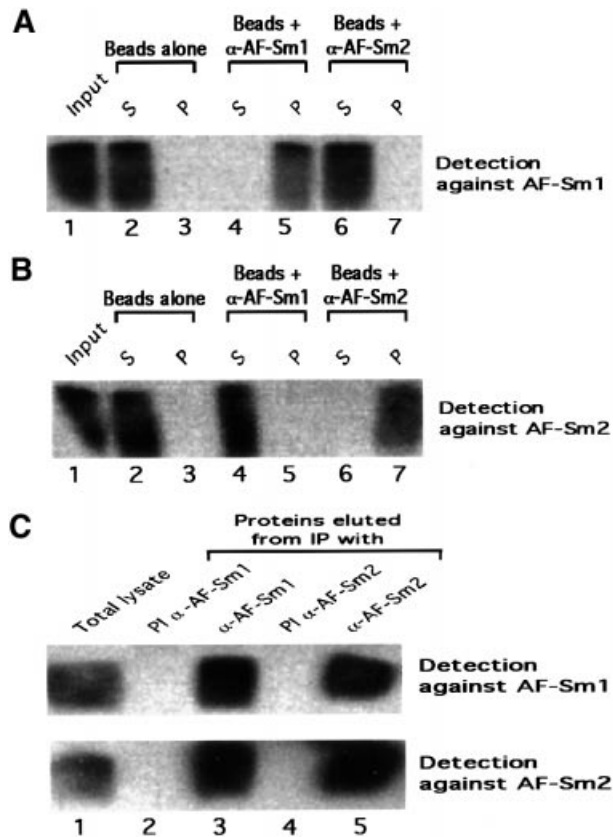 A
Beads alone
Beads +
α-AF-Sm1
Beads +
α-AF-Sm2
Input
S
P
S
P
S
P
Detection
against AF-Sm1
1 2 3 4 5 6 7
B
Beads alone
Beads +
α-AF-Sm1
Beads +
α-AF-Sm2
Input
S
P
S
P
S
P
Detection
against AF-Sm2
1 2 3 4 5 6 7
C
Proteins eluted
from IP with
Total lysate
PI α-AF-Sm1
α-AF-Sm1
PI α-AF-Sm2
α-AF-Sm2
Detection
against AF-Sm1
Detection
against AF-Sm2
1 2 3 4 5